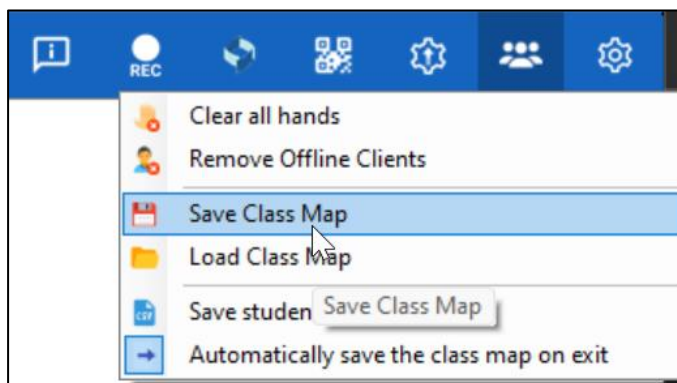 REC
Clear all hands
Remove Offline Clients
Save Class Map
Load Class Map
Save studen
Save Class Map
CSV
Automatically save the class map on exit